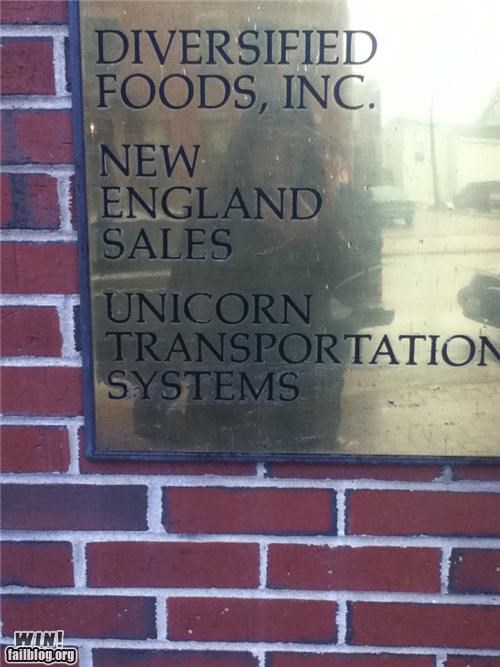 DIVERSIFIED
FOODS, INC.
NEW
ENGLAND
SALES
UNICORN
TRANSPORTATION
SYSTEMS
WIN!
failblog.org